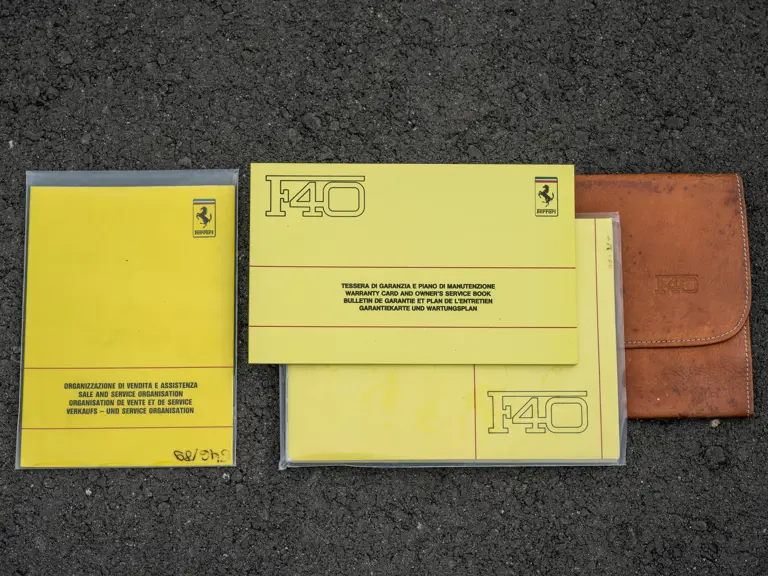 Ferrari
ORGANIZZAZIONE DI VENDITA E ASSISTENZA
SALE AND SERVICE ORGANISATION
ORGANISATION DE VENTE ET DE SERVICE
VERKAUFS – UND SERVICE ORGANISATION
F40
Ferrari
TESSERA DI GARANZIA E PIANO DI MANUTENZIONE
WARRANTY CARD AND OWNER'S SERVICE BOOK
BULLETIN DE GARANTIE ET PLAN DE L'ENTRETIEN
GARANTIEKARTE UND WARTUNGSPLAN
F40
F40